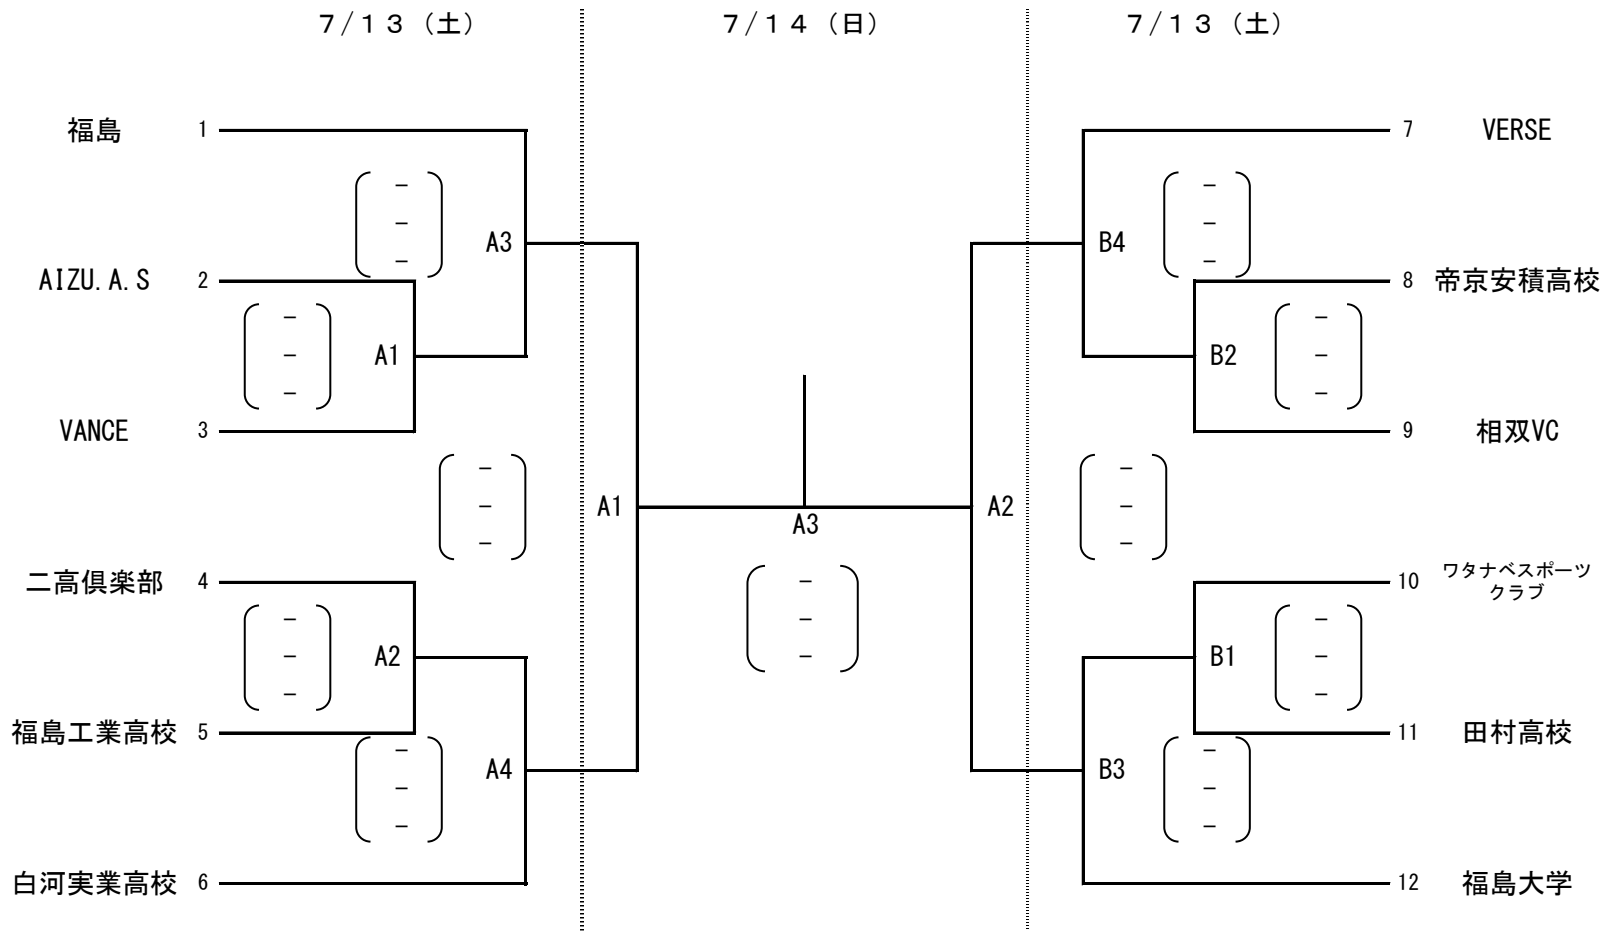 ７/１３（土）
７/１４（日）
７/１３（土）
福島 1
7 VERSE
-
-
-
A3
B4
-
-
-
AIZU.A.S 2
8 帝京安積高校
-
-
-
A1
B2
-
-
-
VANCE 3
9 相双VC
-
-
-
A1
A3
A2
-
-
-
-
-
-
二高倶楽部 4
10 ワタナベスポーツ
クラブ
-
-
-
A2
B1
-
-
-
福島工業高校 5
11 田村高校
-
-
-
A4
B3
-
-
-
白河実業高校 6
12 福島大学